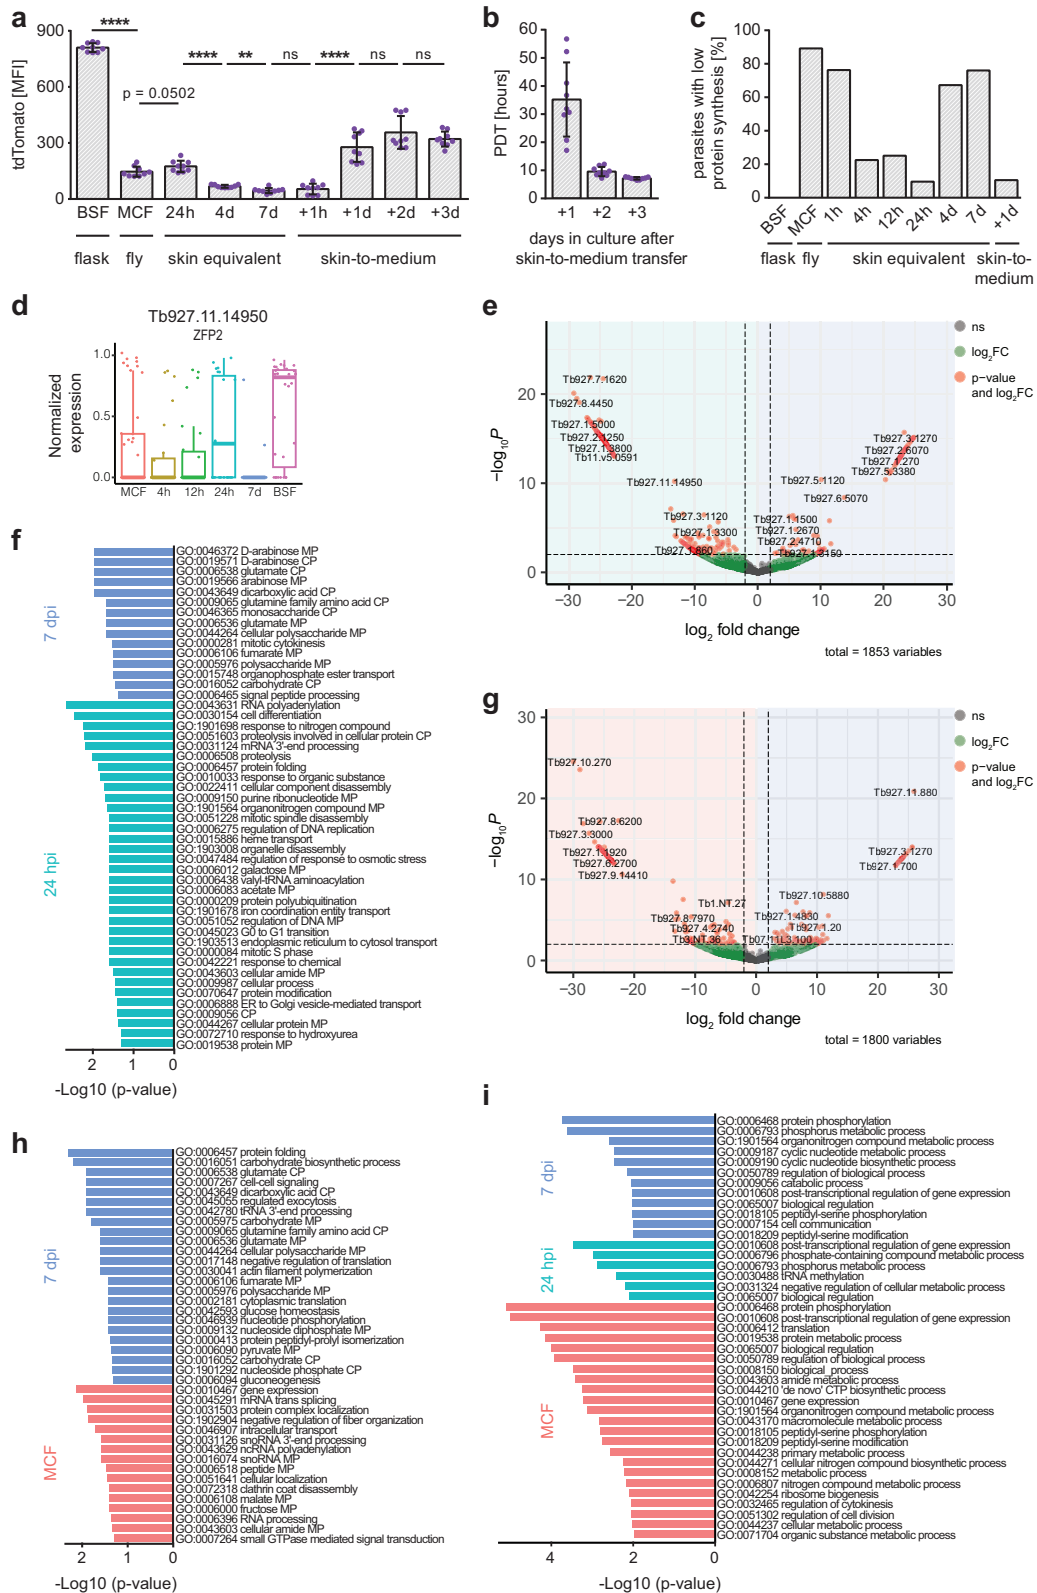 a
tdTomato [MFI]
900
600
300
0
****
p = 0.0502
****
**
ns
****
ns
ns
BSF
MCF
24h
4d
7d
+1h
+1d
+2d
+3d
flask
fly
skin equivalent
skin-to-medium
b
PDT [hours]
60
50
40
30
20
10
0
+1
+2
+3
days in culture after
skin-to-medium transfer
c
parasites with low
protein synthesis [%]
100
80
60
40
20
0
BSF
MCF
1h
4h
12h
24h
4d
7d
+1d
flask
fly
skin equivalent
skin-to-
medium
d
Tb927.11.14950
ZFP2
Normalized
expression
1.0
0.5
0.0
MCF
4h
12h
24h
7d
BSF
e
−log10P
20
10
0
Tb927.7.1620
Tb927.8.4450
Tb927.1.5000
Tb927.2.1250
Tb927.1.3800
Tb11.v5.0591
Tb927.11.14950
Tb927.3.1120
Tb927.1.3300
Tb927.1.860
Tb927.3.1270
Tb927.2.6070
Tb927.1.270
Tb927.5.3380
Tb927.5.1120
Tb927.6.5070
Tb927.1.1500
Tb927.1.2670
Tb927.2.4710
Tb927.1.3150
−30
−20
−10
0
10
20
30
log2 fold change
total = 1853 variables
ns
log2FC
p-value
and log2FC
f
7 dpi
GO:0046372 D-arabinose MP
GO:0019571 D-arabinose CP
GO:0006538 glutamate CP
GO:0019566 arabinose MP
GO:0043649 dicarboxylic acid CP
GO:0009065 glutamine family amino acid CP
GO:0046365 monosaccharide CP
GO:0006536 glutamate MP
GO:0044264 cellular polysaccharide MP
GO:0000281 mitotic cytokinesis
GO:0006106 fumarate MP
GO:0005976 polysaccharide MP
GO:0015748 organophosphate ester transport
GO:0016052 carbohydrate CP
GO:0006465 signal peptide processing
24 hpi
GO:0043631 RNA polyadenylation
GO:0030154 cell differentiation
GO:1901698 response to nitrogen compound
GO:0051603 proteolysis involved in cellular protein CP
GO:0031124 mRNA 3'-end processing
GO:0006508 proteolysis
GO:0006457 protein folding
GO:0010033 response to organic substance
GO:0022411 cellular component disassembly
GO:0009150 purine ribonucleotide MP
GO:1901564 organonitrogen compound MP
GO:0051228 mitotic spindle disassembly
GO:0006275 regulation of DNA replication
GO:0015886 heme transport
GO:1903008 organelle disassembly
GO:0047484 regulation of response to osmotic stress
GO:0006012 galactose MP
GO:0006438 valyl-tRNA aminoacylation
GO:0006083 acetate MP
GO:0000209 protein polyubiquitination
GO:1901678 iron coordination entity transport
GO:0051052 regulation of DNA MP
GO:0045023 G0 to G1 transition
GO:1903513 endoplasmic reticulum to cytosol transport
GO:0000084 mitotic S phase
GO:0042221 response to chemical
GO:0043603 cellular amide MP
GO:0009987 cellular process
GO:0070647 protein modification
GO:0006888 ER to Golgi vesicle-mediated transport
GO:0009056 CP
GO:0044267 cellular protein MP
GO:0072710 response to hydroxyurea
GO:0019538 protein MP
2
1
0
-Log10 (p-value)
g
−log10P
30
20
10
0
Tb927.10.270
Tb927.8.6200
Tb927.3.3000
Tb927.1.4920
Tb927.6.2700
Tb927.9.14410
Tb1.NT.27
Tb927.8.7970
Tb927.4.2740
Tb3.NT.36
Tb07.11L3.100
Tb927.11.880
Tb927.3.1270
Tb927.1.700
Tb927.10.5880
Tb927.1.4830
Tb927.1.20
−30
−20
−10
0
10
20
30
log2 fold change
total = 1800 variables
ns
log2FC
p-value
and log2FC
h
7 dpi
GO:0006457 protein folding
GO:0016051 carbohydrate biosynthetic process
GO:0006538 glutamate CP
GO:0007267 cell-cell signaling
GO:0043649 dicarboxylic acid CP
GO:0045055 regulated exocytosis
GO:0042780 tRNA 3'-end processing
GO:0005975 carbohydrate MP
GO:0009065 glutamine family amino acid CP
GO:0006536 glutamate MP
GO:0044264 cellular polysaccharide MP
GO:0017148 negative regulation of translation
GO:0030041 actin filament polymerization
GO:0006106 fumarate MP
GO:0005976 polysaccharide MP
GO:0002181 cytoplasmic translation
GO:0042593 glucose homeostasis
GO:0046939 nucleotide phosphorylation
GO:0009132 nucleoside diphosphate MP
GO:0000413 protein peptidyl-prolyl isomerization
GO:0006090 pyruvate MP
GO:0016052 carbohydrate CP
GO:1901292 nucleoside phosphate CP
GO:0006094 gluconeogenesis
MCF
GO:0010467 gene expression
GO:0045291 mRNA trans splicing
GO:0031503 protein complex localization
GO:1902904 negative regulation of fiber organization
GO:0046907 intracellular transport
GO:0031126 snoRNA 3'-end processing
GO:0043629 ncRNA polyadenylation
GO:0016074 snoRNA MP
GO:0006518 peptide MP
GO:0051641 cellular localization
GO:0072318 clathrin coat disassembly
GO:0006108 malate MP
GO:0006000 fructose MP
GO:0006396 RNA processing
GO:0043603 cellular amide MP
GO:0007264 small GTPase mediated signal transduction
2
1
0
-Log10 (p-value)
i
7 dpi
GO:0006468 protein phosphorylation
GO:0006793 phosphorus metabolic process
GO:1901564 organonitrogen compound metabolic process
GO:0009187 cyclic nucleotide metabolic process
GO:0009190 cyclic nucleotide biosynthetic process
GO:0050789 regulation of biological process
GO:0009056 catabolic process
GO:0010608 post-transcriptional regulation of gene expression
GO:0065007 biological regulation
GO:0018105 peptidyl-serine phosphorylation
GO:0007154 cell communication
GO:0018209 peptidyl-serine modification
24 hpi
GO:0010608 post-transcriptional regulation of gene expression
GO:0006796 phosphate-containing compound metabolic process
GO:0006793 phosphorus metabolic process
GO:0030488 tRNA methylation
GO:0031324 negative regulation of cellular metabolic process
GO:0065007 biological regulation
MCF
GO:0006468 protein phosphorylation
GO:0010608 post-transcriptional regulation of gene expression
GO:0006412 translation
GO:0019538 protein metabolic process
GO:0065007 biological regulation
GO:0050789 regulation of biological process
GO:0008150 biological_process
GO:0043603 amide metabolic process
GO:0044210 'de novo' CTP biosynthetic process
GO:0010467 gene expression
GO:1901564 organonitrogen compound metabolic process
GO:0043170 macromolecule metabolic process
GO:0018105 peptidyl-serine phosphorylation
GO:0018209 peptidyl-serine modification
GO:0044238 primary metabolic process
GO:0044271 cellular nitrogen compound biosynthetic process
GO:0008152 metabolic process
GO:0006807 nitrogen compound metabolic process
GO:0042254 ribosome biogenesis
GO:0032465 regulation of cytokinesis
GO:0051302 regulation of cell division
GO:0044237 cellular metabolic process
GO:0071704 organic substance metabolic process
4
2
0
-Log10 (p-value)